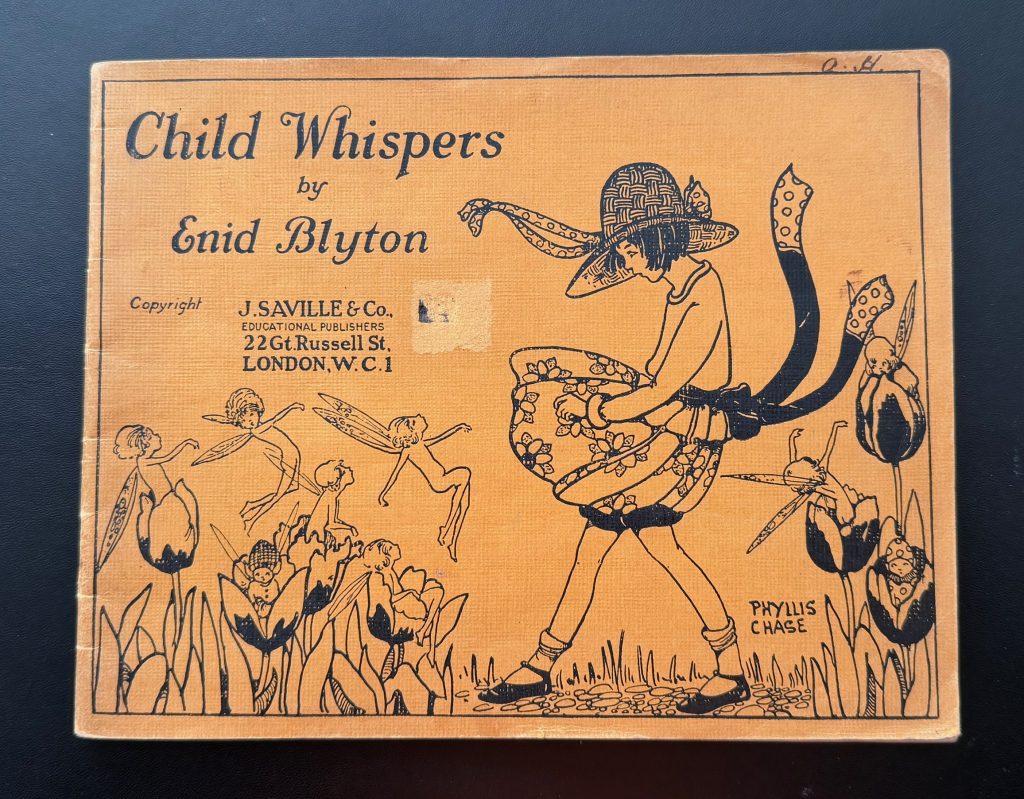 a. H.
Child Whispers
by
Enid Blyton
Copyright
J. SAVILLE & Co.,
EDUCATIONAL PUBLISHERS
22 Gt. Russell St,
LONDON, W.C.1
PHYLLIS
CHASE